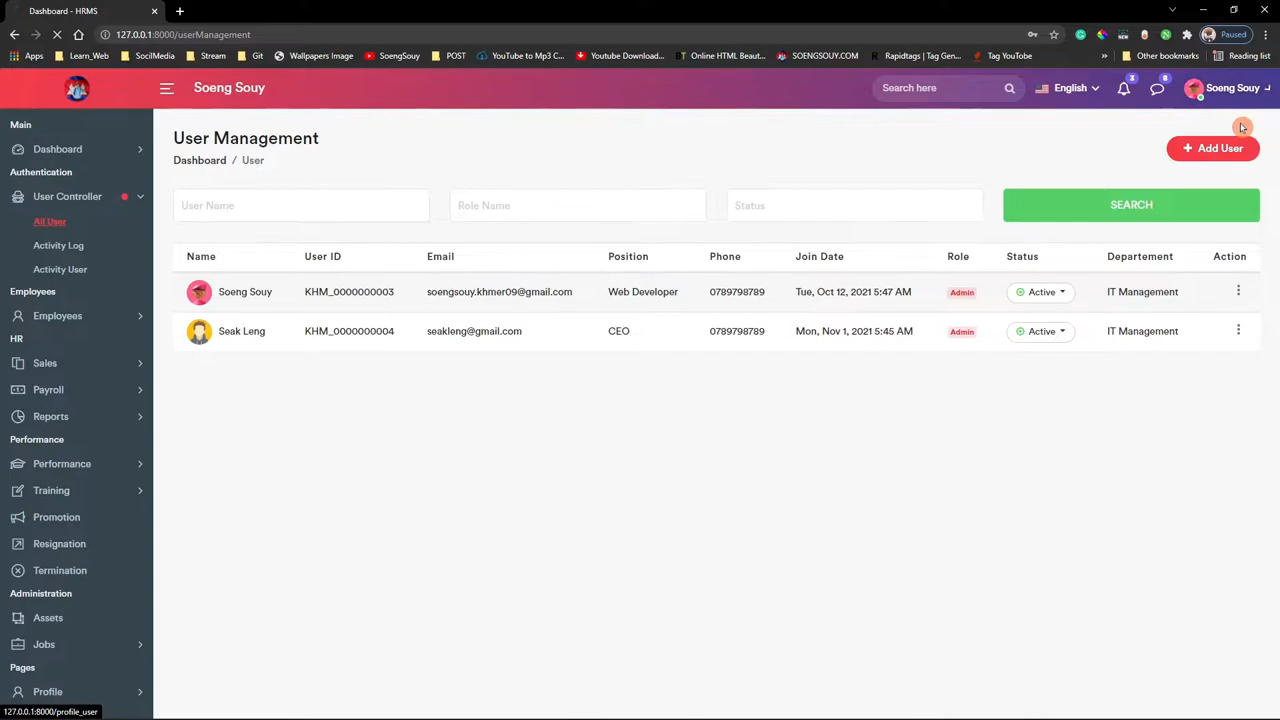 Dashboard - HRMS
127.0.0.1:8000/userManagement
Paused
Apps Learn_Web SocilMedia Stream Git Wallpapers Image SoengSouy POST YouTube to Mp3 C... Youtube Download... Online HTML Beaut... SOENGSOUY.COM Rapidtags | Tag Gen... Tag YouTube » Other bookmarks Reading list
Soeng Souy
Search here
English
3
8
Soeng Souy
Main
Dashboard
Authentication
User Controller
All User
Activity Log
Activity User
Employees
Employees
HR
Sales
Payroll
Reports
Performance
Performance
Training
Promotion
Resignation
Termination
Administration
Assets
Jobs
Pages
Profile
User Management
Dashboard / User
+ Add User
User Name Role Name Status SEARCH
Name User ID Email Position Phone Join Date Role Status Departement Action
Soeng Souy KHM_0000000003 soengsouy.khmer09@gmail.com Web Developer 0789798789 Tue, Oct 12, 2021 5:47 AM Admin Active IT Management
Seak Leng KHM_0000000004 seakleng@gmail.com CEO 0789798789 Mon, Nov 1, 2021 5:45 AM Admin Active IT Management
127.0.0.1:8000/profile_user